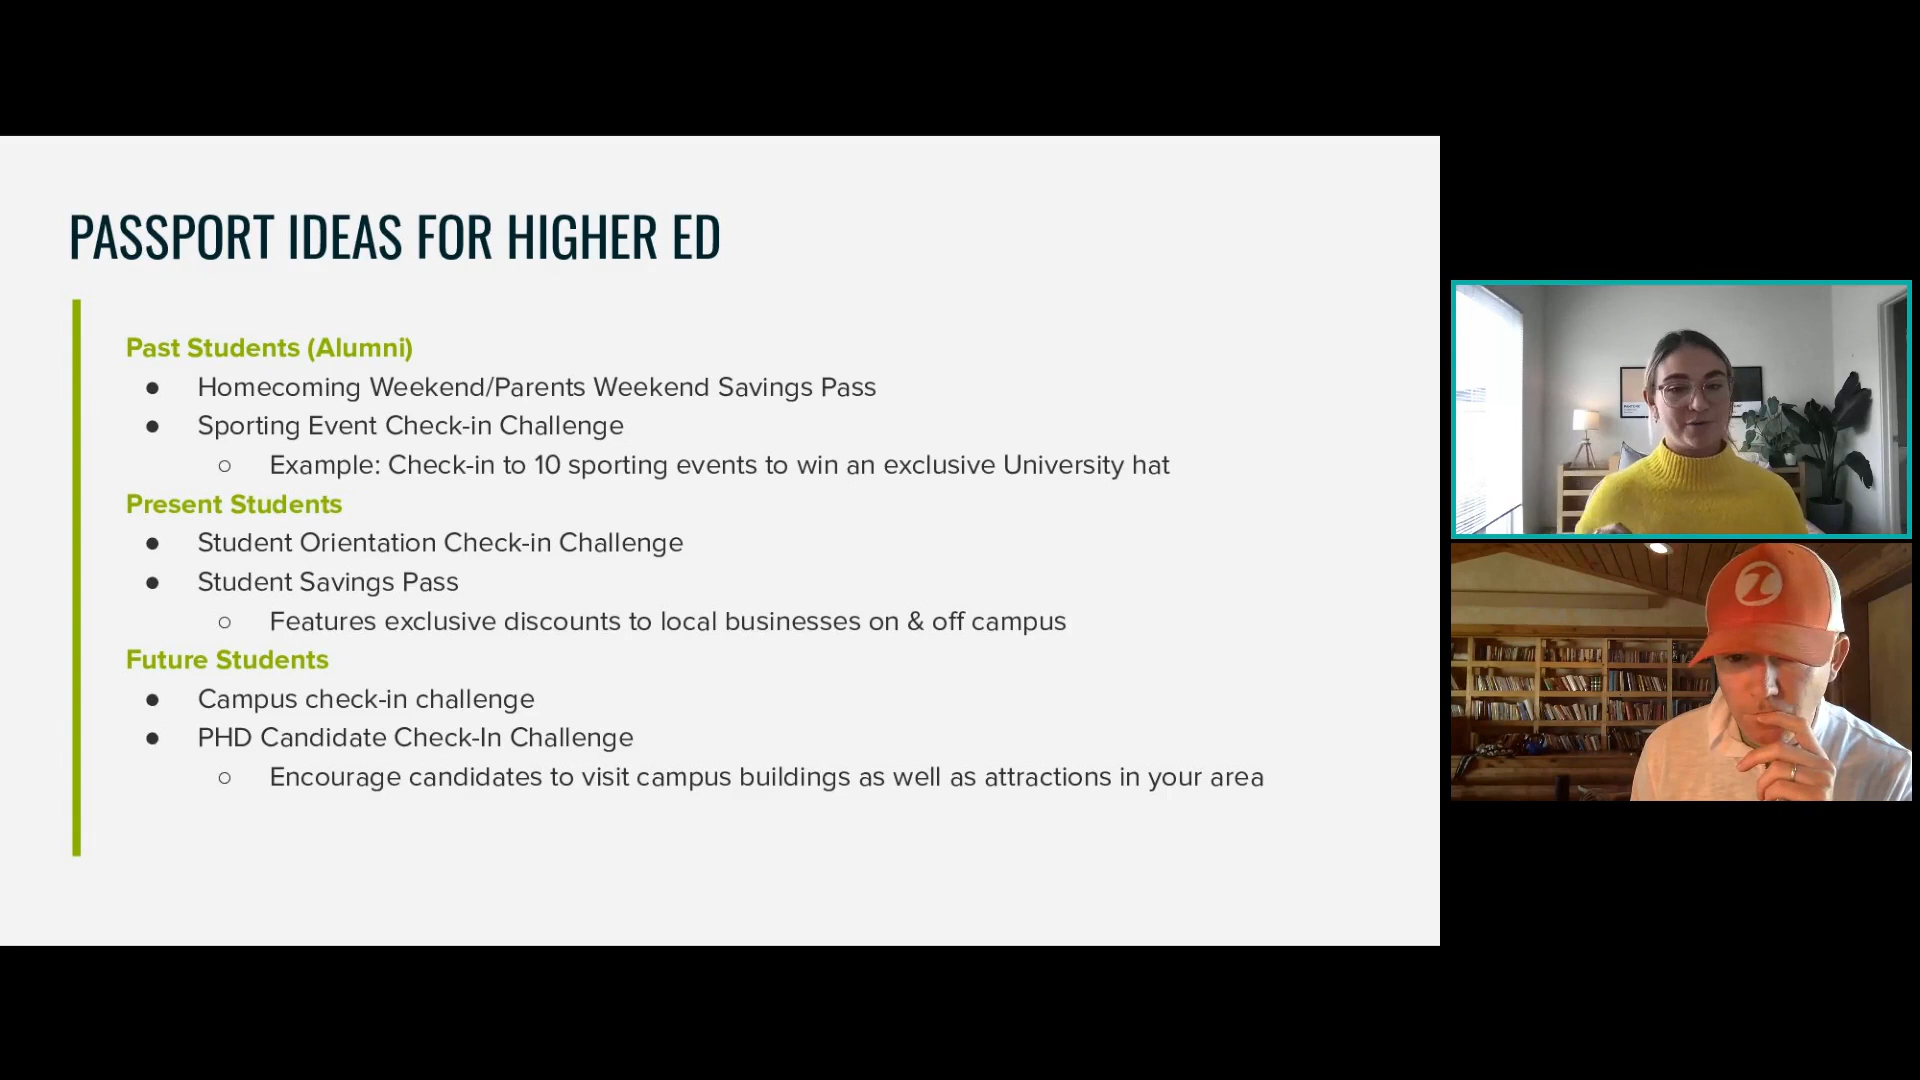 PASSPORT IDEAS FOR HIGHER ED
Past Students (Alumni)
● Homecoming Weekend/Parents Weekend Savings Pass
● Sporting Event Check-in Challenge
○ Example: Check-in to 10 sporting events to win an exclusive University hat
Present Students
● Student Orientation Check-in Challenge
● Student Savings Pass
○ Features exclusive discounts to local businesses on & off campus
Future Students
● Campus check-in challenge
● PHD Candidate Check-In Challenge
○ Encourage candidates to visit campus buildings as well as attractions in your area